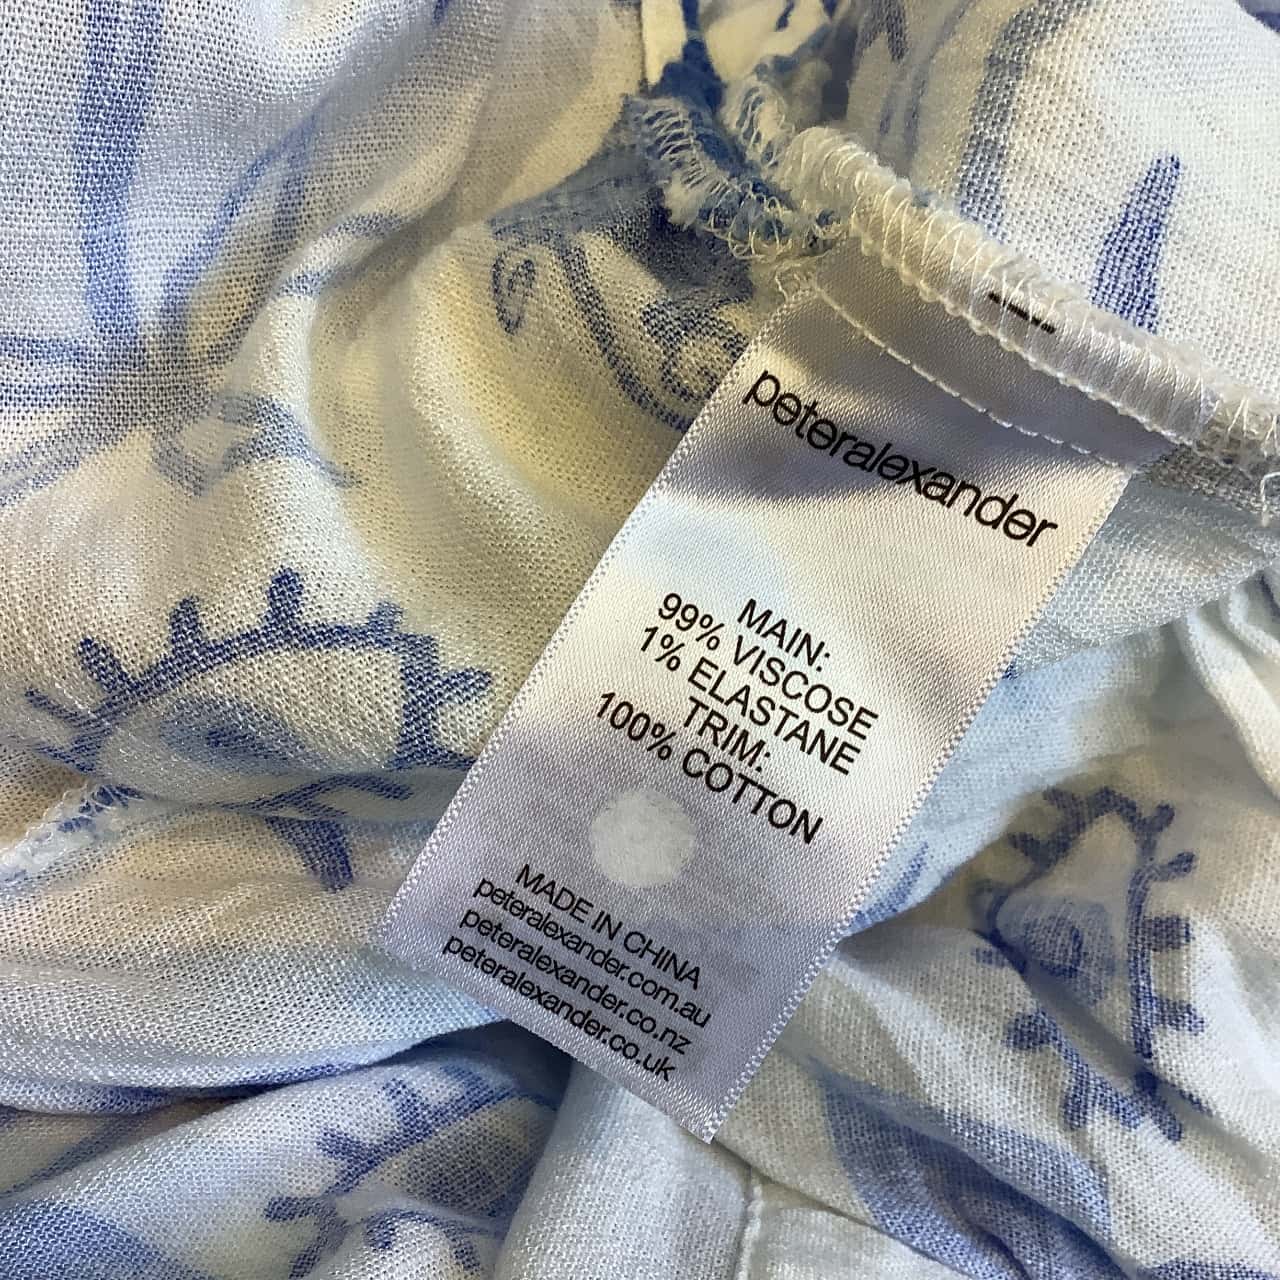 peteralexander
MAIN:
99% VISCOSE
1% ELASTANE
TRIM:
100% COTTON
MADE IN CHINA
peteralexander.com.au
peteralexander.co.nz
peteralexander.co.uk